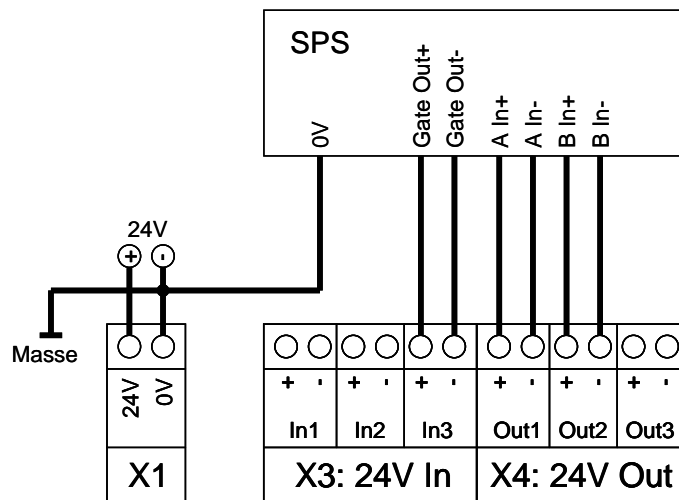 SPS
0V
Gate Out+
Gate Out-
A In+
A In-
B In+
B In-
24V
+ -
Masse
24V
0V
+ - + - + - + - + - + -
In1 In2 In3 Out1 Out2 Out3
X1
X3: 24V In
X4: 24V Out